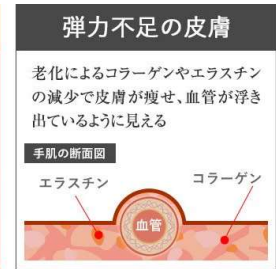 弾力不足の皮膚
老化によるコラーゲンやエラスチン
の減少で皮膚が痩せ、血管が浮き
出ているように見える
手肌の断面図
エラスチン
コラーゲン
血管